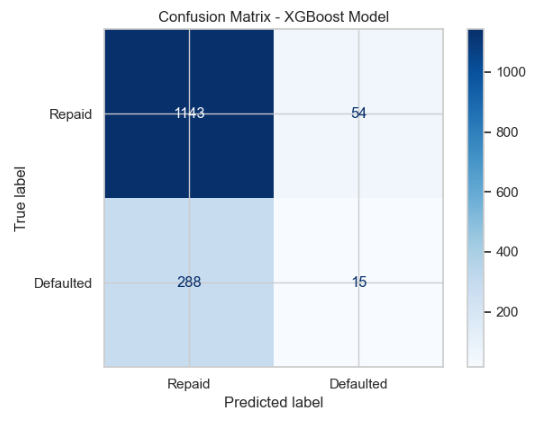 Confusion Matrix - XGBoost Model
Repaid
1143
54
Defaulted
288
15
Repaid
Defaulted
Predicted label
True label
1000
800
600
400
200